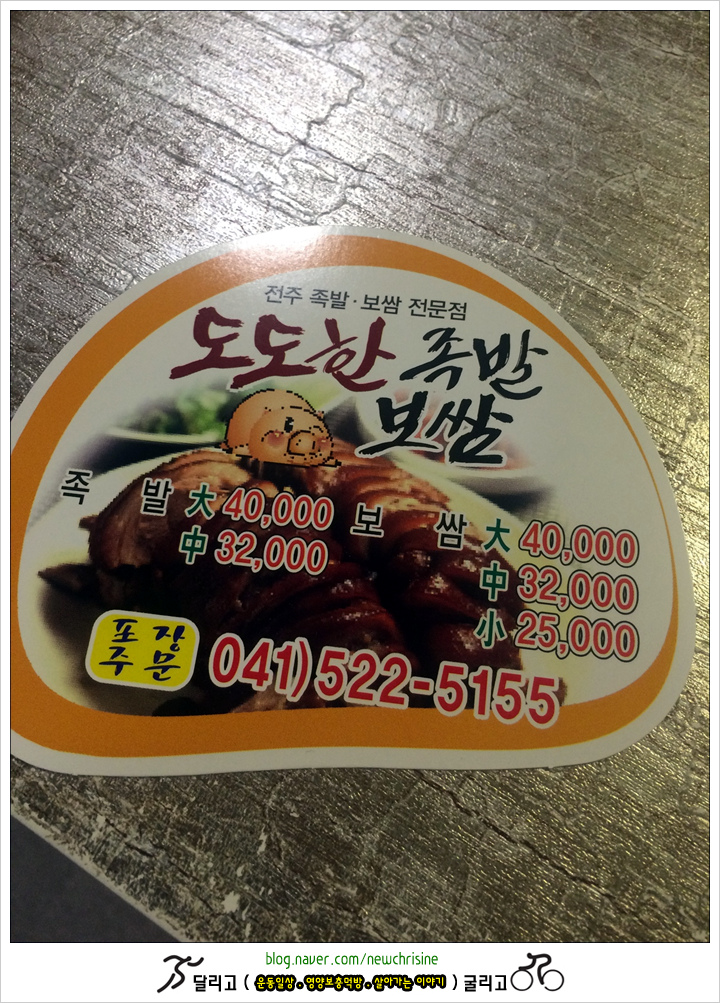 전주 족발·보쌈 전문점
도도한 족발
보쌈
족 발 大 40,000 보 쌈 大 40,000
中 32,000 中 32,000
小 25,000
포장
주문 041)522-5155
blog.naver.com/newchrisine
달리고 ( 운동일상 . 영양보충먹방 . 살아가는 이야기 ) 굴리고